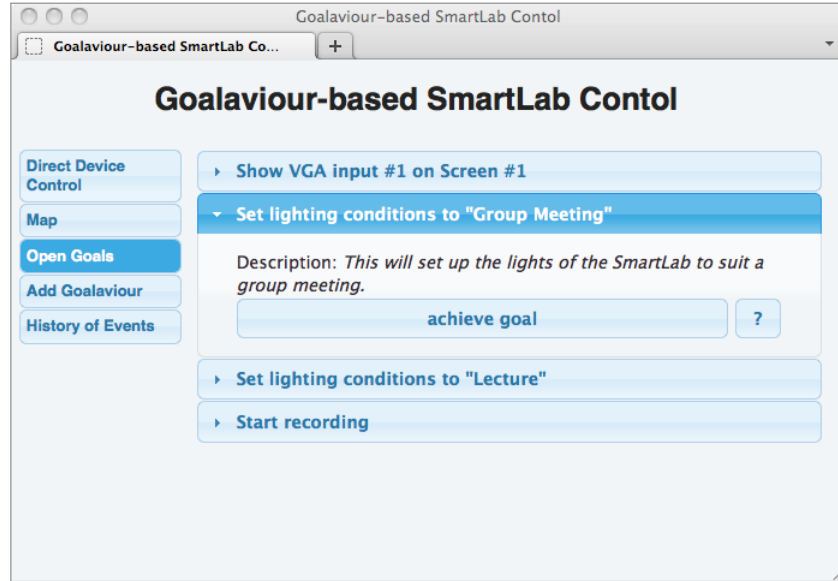 Goalaviour-based SmartLab Contol
Goalaviour-based SmartLab Co...
+
Goalaviour-based SmartLab Contol
Direct Device
Control
Map
Open Goals
Add Goalaviour
History of Events
Show VGA input #1 on Screen #1
Set lighting conditions to "Group Meeting"
Description: This will set up the lights of the SmartLab to suit a
group meeting.
achieve goal
?
Set lighting conditions to "Lecture"
Start recording